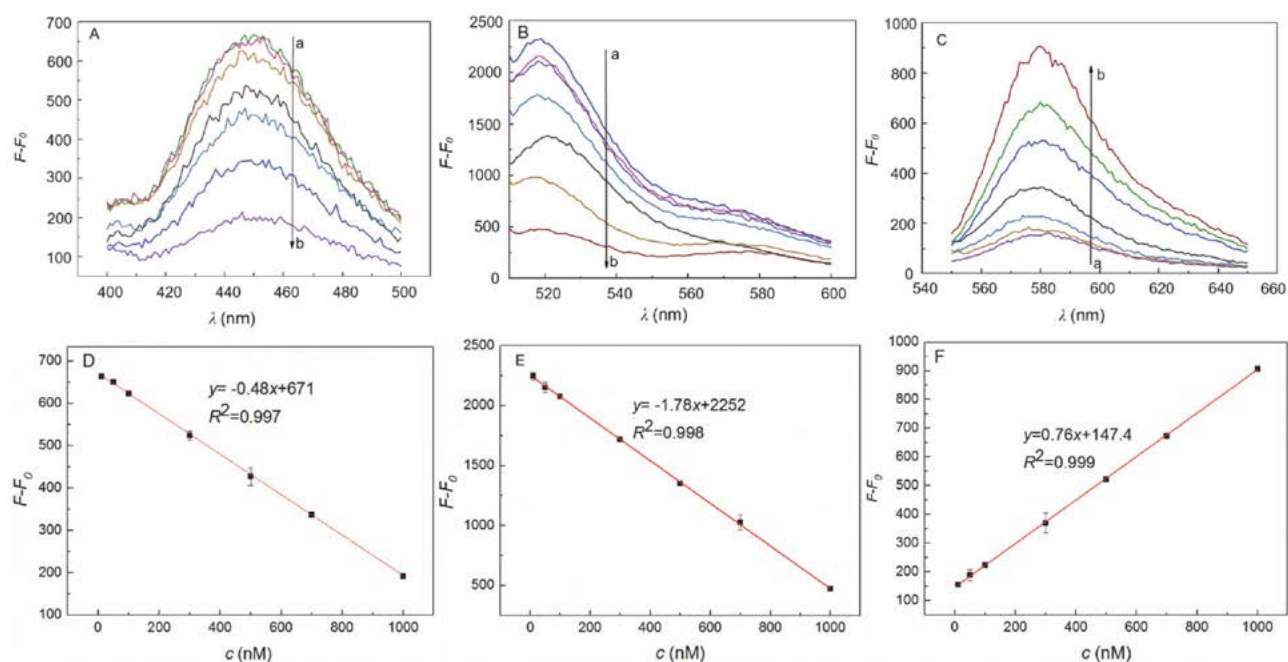 A
a
b
F-F0
700
600
500
400
300
200
100
400 420 440 460 480 500
λ (nm)
B
a
b
F-F0
2500
2000
1750
1500
1250
1000
750
500
250
0
520 540 560 580 600
λ (nm)
C
b
a
F-F0
1000
800
600
400
200
0
540 560 580 600 620 640 660
λ (nm)
D
y= -0.48x+671
R2=0.997
F-F0
700
600
500
400
300
200
100
0 200 400 600 800 1000
c (nM)
E
y= -1.78x+2252
R2=0.998
F-F0
2500
2250
2000
1500
1000
500
0 200 400 600 800 1000
c (nM)
F
y=0.76x+147.4
R2=0.999
F-F0
900
800
700
600
500
400
300
200
100
0 200 400 600 800 1000
c (nM)